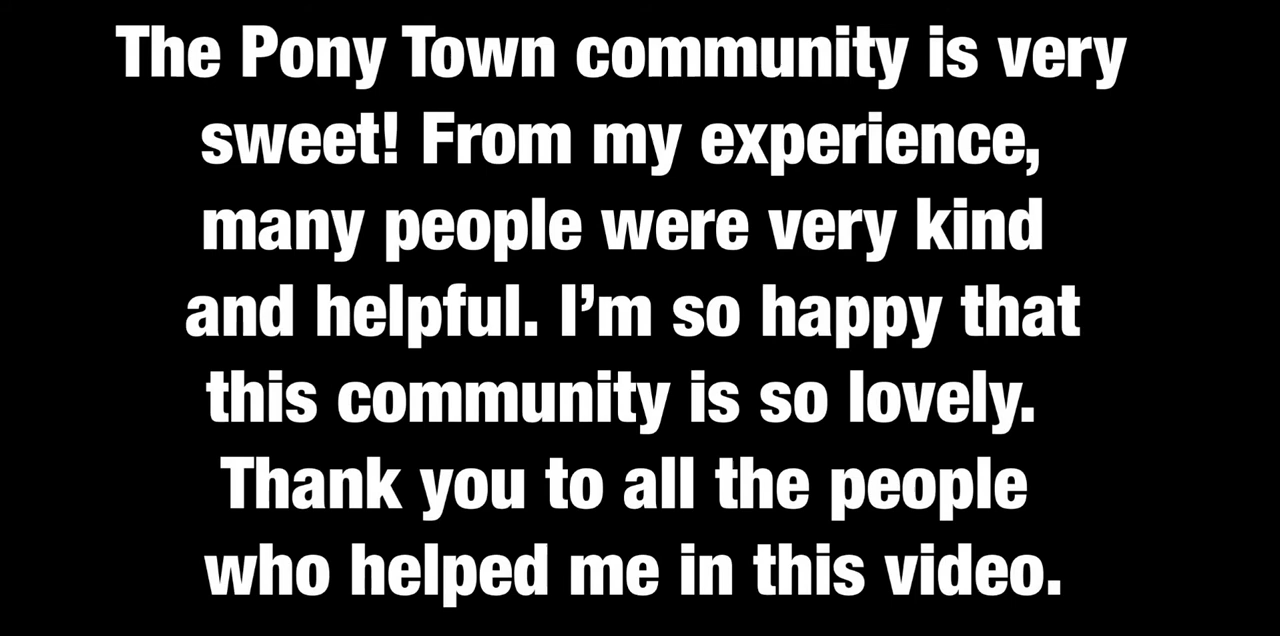 The Pony Town community is very
sweet! From my experience,
many people were very kind
and helpful. I’m so happy that
this community is so lovely.
Thank you to all the people
who helped me in this video.